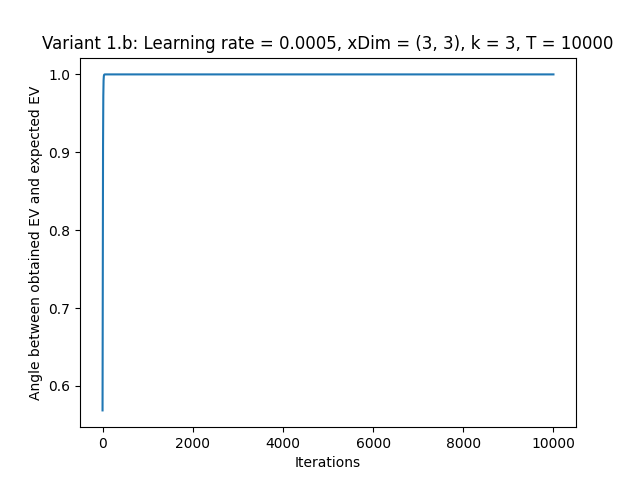 Variant 1.b: Learning rate = 0.0005, xDim = (3, 3), k = 3, T = 10000
Angle between obtained EV and expected EV
1.0
0.9
0.8
0.7
0.6
0 2000 4000 6000 8000 10000
Iterations